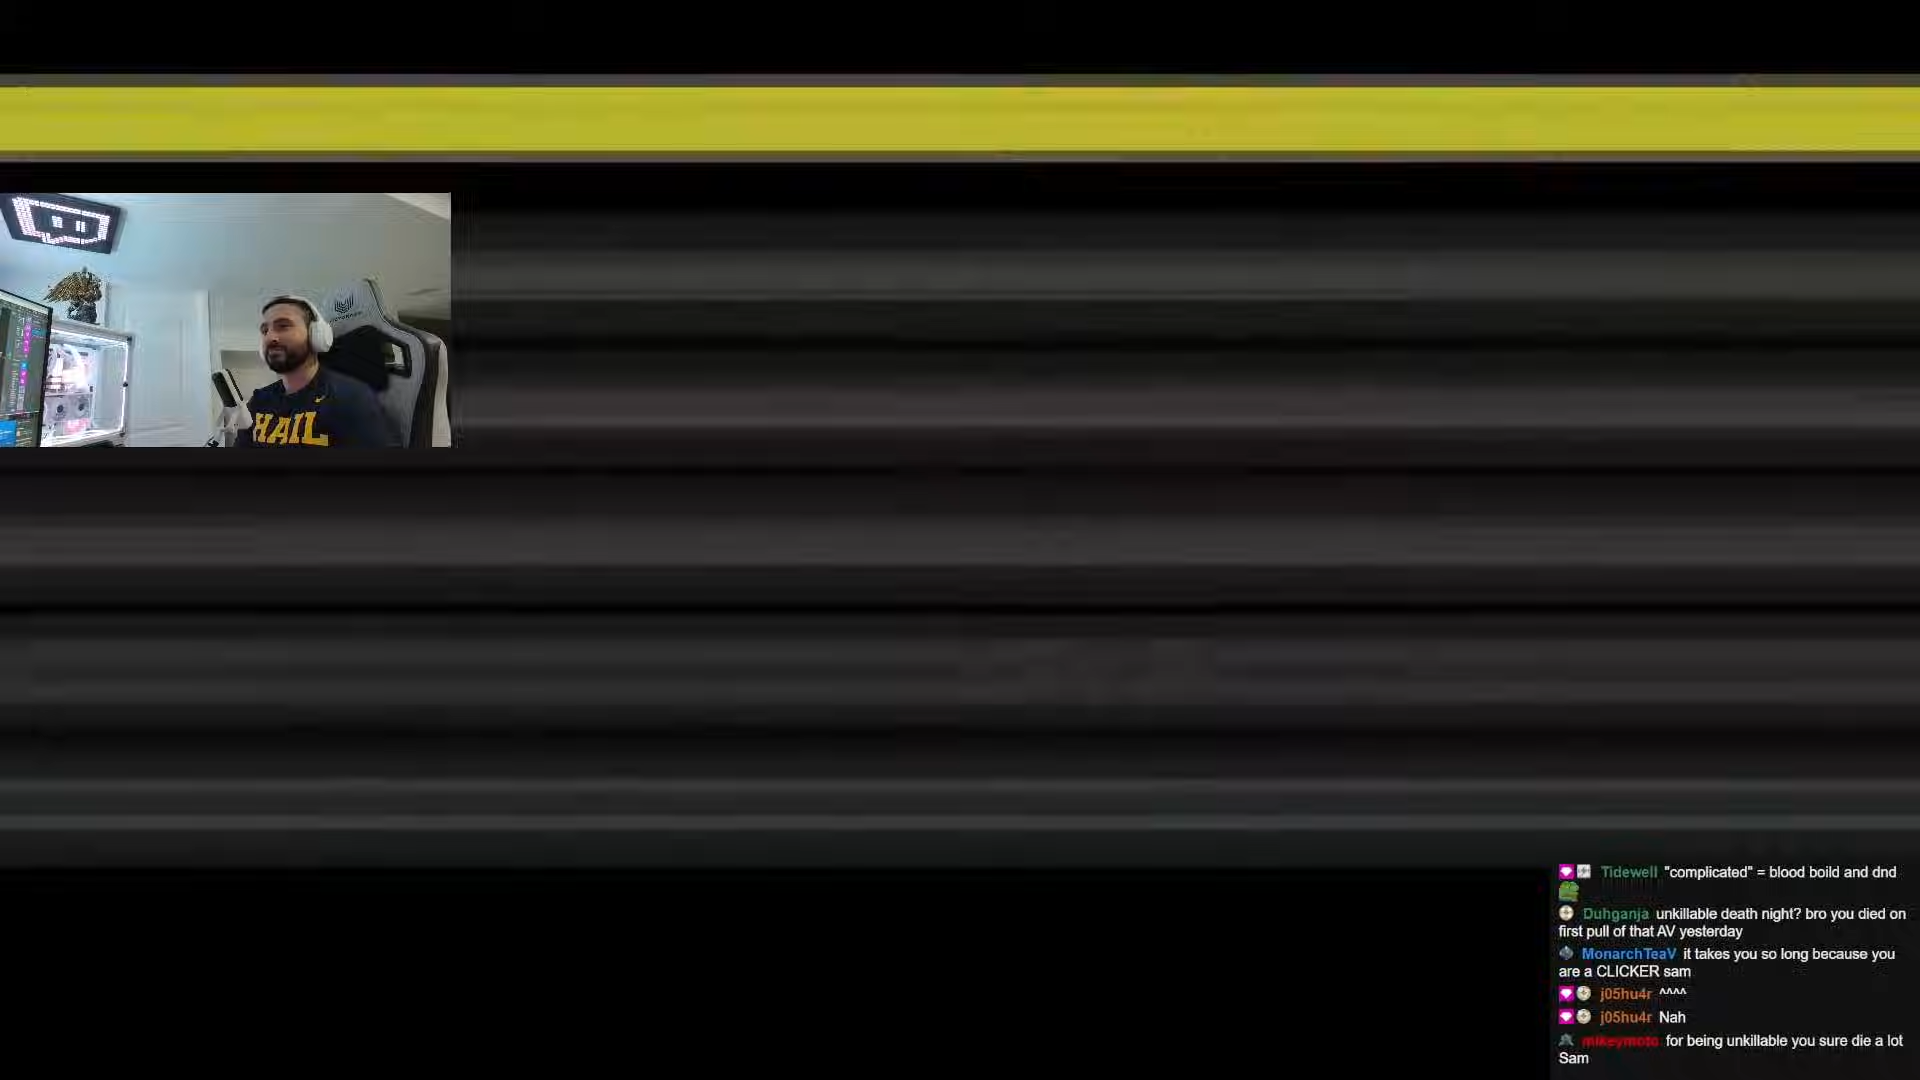 HAIL
Tidewell "complicated" = blood boild and dnd
Duhganja unkillable death night? bro you died on
first pull of that AV yesterday
MonarchTeaV it takes you so long because you
are a CLICKER sam
j05hu4r ^^^^
j05hu4r Nah
mikeymoto for being unkillable you sure die a lot
Sam